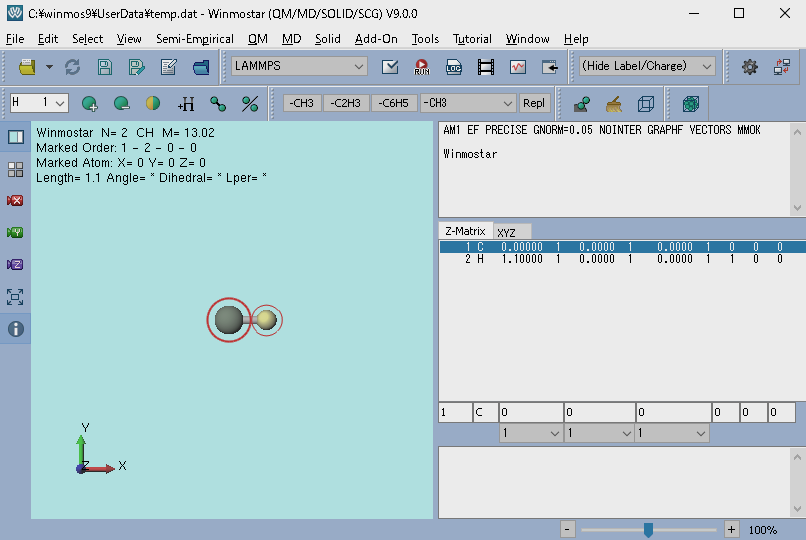 C:¥winmos9¥UserData¥temp.dat - Winmostar (QM/MD/SOLID/SCG) V9.0.0
File Edit Select View Semi-Empirical QM MD Solid Add-On Tools Tutorial Window Help
LAMMPS RUN LOG (Hide Label/Charge)
H 1 +H -CH3 -C2H3 -C6H5 -CH3 Repl
Winmostar N= 2 CH M= 13.02
Marked Order: 1 - 2 - 0 - 0
Marked Atom: X= 0 Y= 0 Z= 0
Length= 1.1 Angle= * Dihedral= * Lper= *
X
Y
Z
Y
X
Z
AM1 EF PRECISE GNORM=0.05 NOINTER GRAPHF VECTORS MMOK
Winmostar
Z-Matrix XYZ
1 C 0.00000 1 0.0000 1 0.0000 1 0 0 0
2 H 1.10000 1 0.0000 1 0.0000 1 1 0 0
1 C 0 0 0 0 0 0
1 1 1
- + 100%